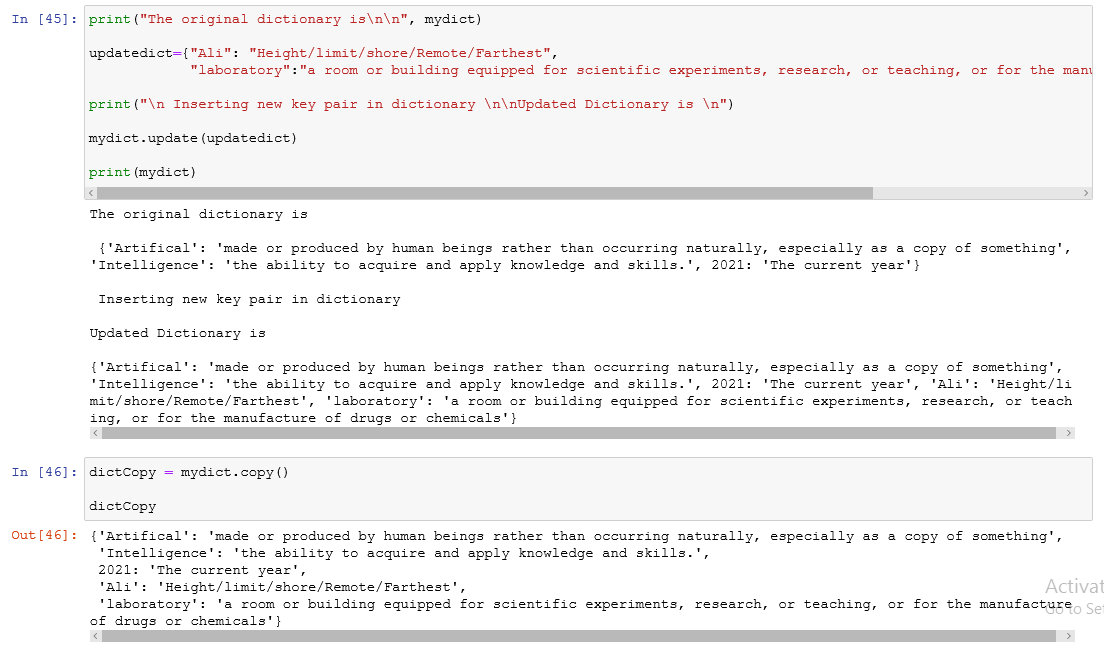 In [45]: print("The original dictionary is\n\n", mydict)
updatedict={"Ali": "Height/limit/shore/Remote/Farthest",
"laboratory":"a room or building equipped for scientific experiments, research, or teaching, or for the manu
print("\n Inserting new key pair in dictionary \n\nUpdated Dictionary is \n")
mydict.update(updatedict)
print(mydict)
The original dictionary is
{'Artifical': 'made or produced by human beings rather than occurring naturally, especially as a copy of something',
'Intelligence': 'the ability to acquire and apply knowledge and skills.', 2021: 'The current year'}
Inserting new key pair in dictionary
Updated Dictionary is
{'Artifical': 'made or produced by human beings rather than occurring naturally, especially as a copy of something',
'Intelligence': 'the ability to acquire and apply knowledge and skills.', 2021: 'The current year', 'Ali': 'Height/li
mit/shore/Remote/Farthest', 'laboratory': 'a room or building equipped for scientific experiments, research, or teach
ing, or for the manufacture of drugs or chemicals'}
In [46]: dictCopy = mydict.copy()
dictCopy
Out[46]: {'Artifical': 'made or produced by human beings rather than occurring naturally, especially as a copy of something',
'Intelligence': 'the ability to acquire and apply knowledge and skills.',
2021: 'The current year',
'Ali': 'Height/limit/shore/Remote/Farthest',
'laboratory': 'a room or building equipped for scientific experiments, research, or teaching, or for the manufacture
of drugs or chemicals'}
Activat
Go to Set